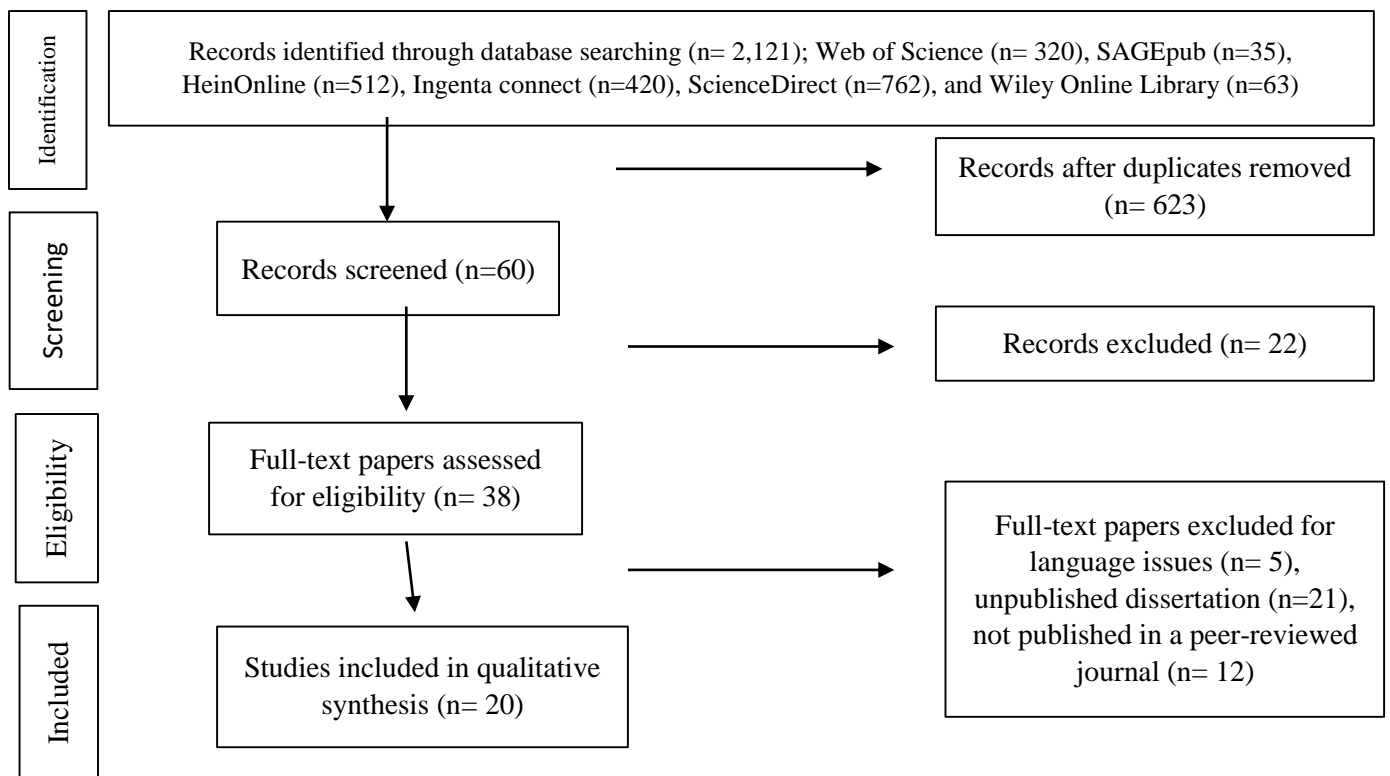 Identification
Records identified through database searching (n= 2,121); Web of Science (n= 320), SAGEpub (n=35),
HeinOnline (n=512), Ingenta connect (n=420), ScienceDirect (n=762), and Wiley Online Library (n=63)
Records after duplicates removed
(n= 623)
Screening
Records screened (n=60)
Records excluded (n= 22)
Eligibility
Full-text papers assessed
for eligibility (n= 38)
Full-text papers excluded for
language issues (n= 5),
unpublished dissertation (n=21),
not published in a peer-reviewed
journal (n= 12)
Included
Studies included in qualitative
synthesis (n= 20)